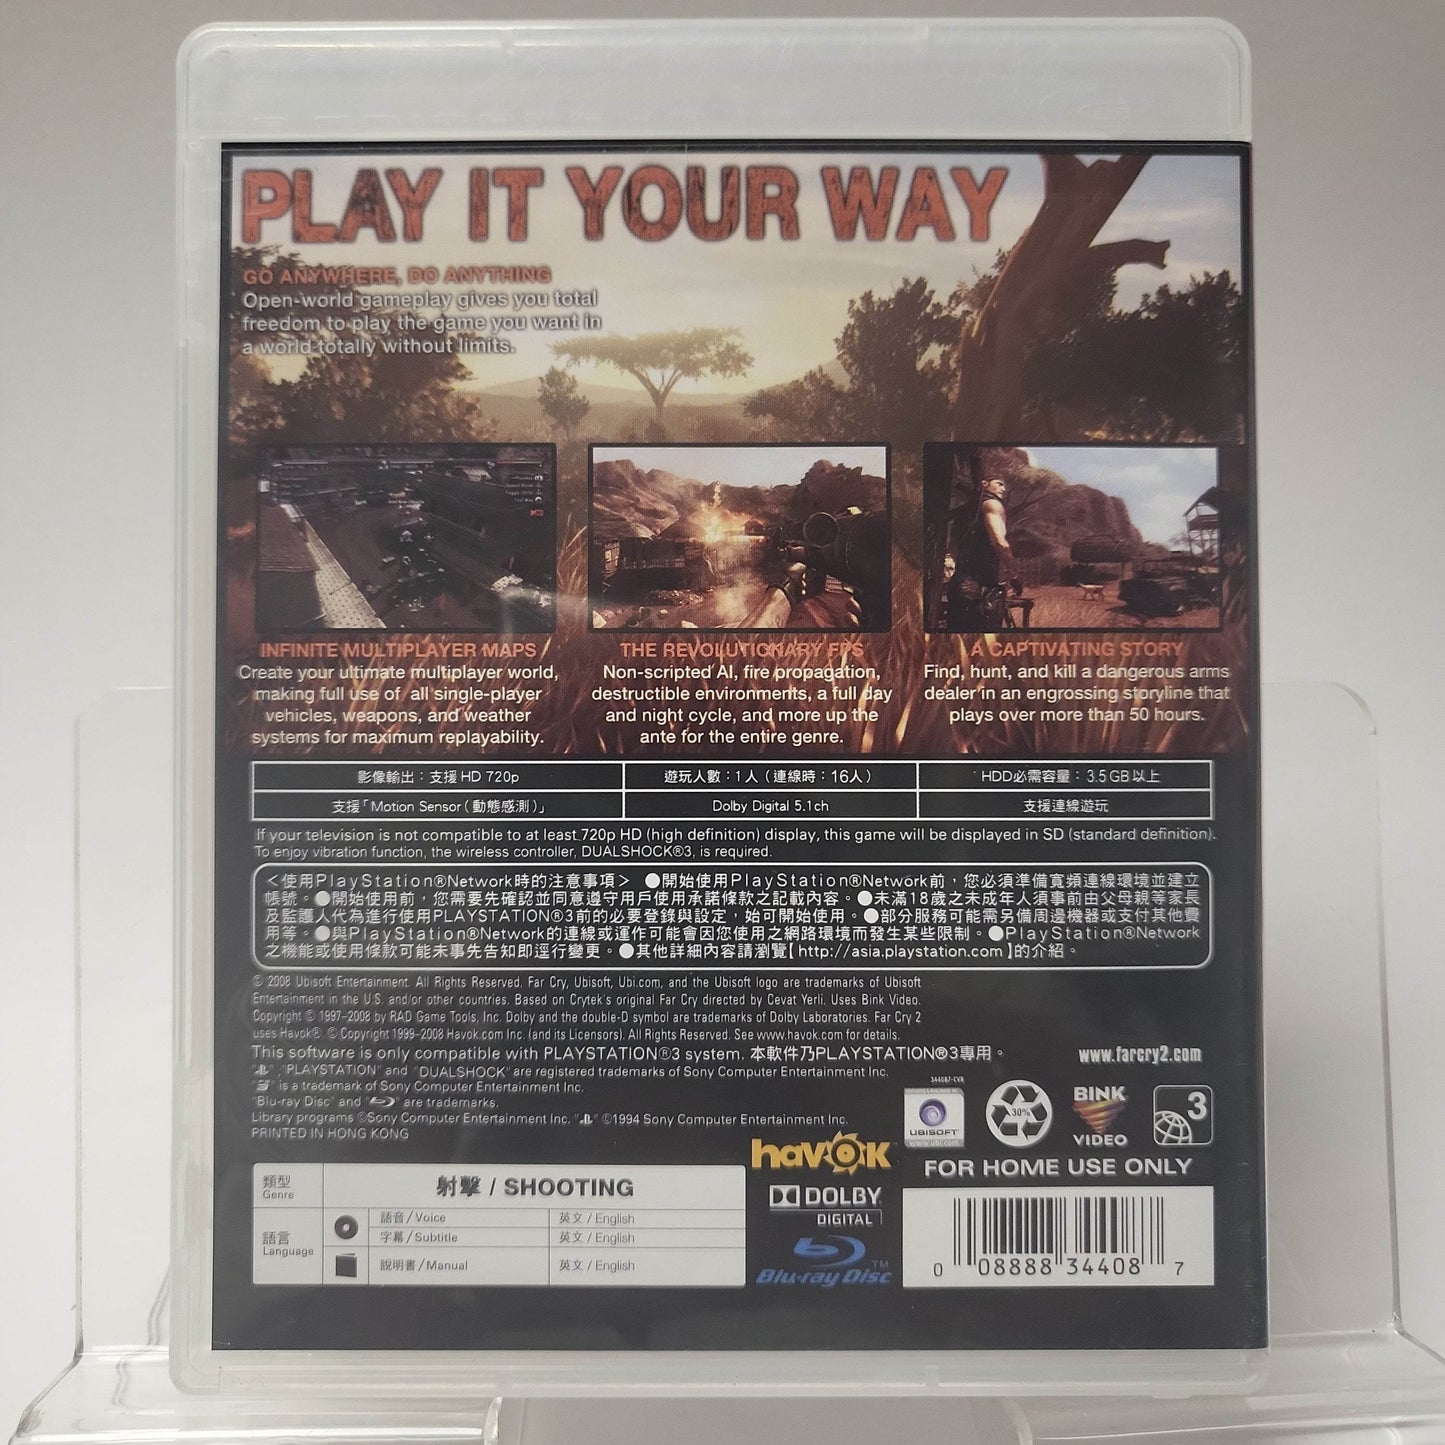 PLAY IT YOUR WAY
GO ANYWHERE, DO ANYTHING
Open-world gameplay gives you total
freedom to play the game you want in
a world totally without limits.
INFINITE MULTIPLAYER MAPS
Create your ultimate multiplayer world,
making full use of all single-player
vehicles, weapons, and weather
systems for maximum replayability.
THE REVOLUTIONARY FPS
Non-scripted AI, fire propagation,
destructible environments, a full day
and night cycle, and more up the
ante for the entire genre.
A CAPTIVATING STORY
Find, hunt, and kill a dangerous arms
dealer in an engrossing storyline that
plays over more than 50 hours.
影像輸出：支援 HD 720p
遊玩人數：1人（連線時：16人）
HDD必需容量：3.5GB以上
支援「Motion Sensor（動態感測）」
Dolby Digital 5.1ch
支援連線遊玩
If your television is not compatible to at least 720p HD (high definition) display, this game will be displayed in SD (standard definition).
To enjoy vibration function, the wireless controller, DUALSHOCK®3, is required.
＜使用PlayStation®Network時的注意事項＞ ●開始使用PlayStation®Network前，您必須準備寬頻連線環境並建立
帳號。●開始使用前，您需要先確認並同意遵守用戶使用承諾條款之記載內容。●未滿18歲之未成年人須事前由父母親等家長
及監護人代為進行使用PLAYSTATION®3前的必要登錄與設定，始可開始使用。●部分服務可能需另備周邊機器或支付其他費
用等。●與PlayStation®Network的連線或運作可能會因您使用之網路環境而發生某些限制。●PlayStation®Network
之機能或使用條款可能未事先告知即逕行變更。●其他詳細內容請瀏覽【http://asia.playstation.com】的介紹。
© 2008 Ubisoft Entertainment. All Rights Reserved. Far Cry, Ubisoft, Ubi.com, and the Ubisoft logo are trademarks of Ubisoft
Entertainment in the U.S. and/or other countries. Based on Crytek's original Far Cry directed by Cevat Yerli. Uses Bink Video.
Copyright © 1997-2008 by RAD Game Tools, Inc. Dolby and the double-D symbol are trademarks of Dolby Laboratories. Far Cry 2
uses Havok®. © Copyright 1999-2008 Havok.com Inc. (and its Licensors). All Rights Reserved. See www.havok.com for details.
This software is only compatible with PLAYSTATION®3 system. 本軟件乃PLAYSTATION®3專用。
www.farcry2.com
" ", "PLAYSTATION" and "DUALSHOCK" are registered trademarks of Sony Computer Entertainment Inc.
" " is a trademark of Sony Computer Entertainment Inc.
"Blu-ray Disc" and " " are trademarks.
Library programs ©Sony Computer Entertainment Inc. " " ©1994 Sony Computer Entertainment Inc.
PRINTED IN HONG KONG
344087-CVR
UBISOFT
www.ubi.com
30%
BINK
VIDEO
3
havok
FOR HOME USE ONLY
DOLBY
DIGITAL
Blu-ray Disc TM
類型
Genre
射擊 / SHOOTING
語言
Language
語音/Voice
英文 / English
字幕/Subtitle
英文 / English
說明書/Manual
英文 / English
0 08888 34408 7